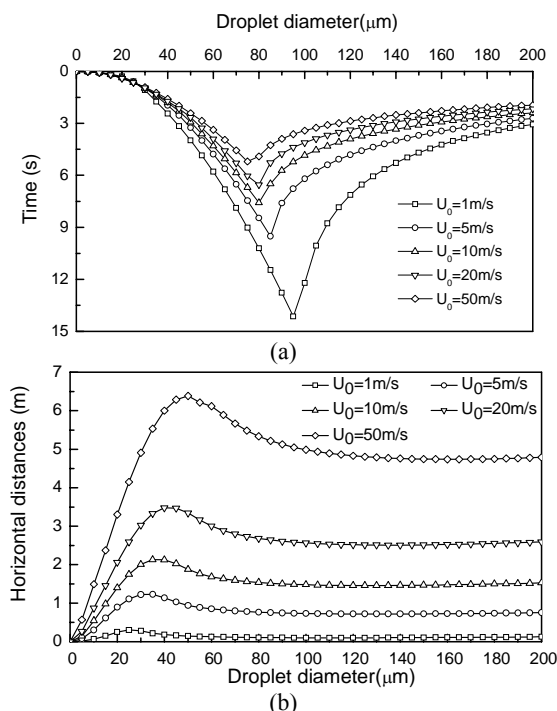 Droplet diameter(μm)
0 20 40 60 80 100 120 140 160 180 200
0
3
6
9
12
15
Time (s)
U0=1m/s
U0=5m/s
U0=10m/s
U0=20m/s
U0=50m/s
(a)
7
6
5
4
3
2
1
0
Horizontal distances (m)
U0=1m/s U0=5m/s
U0=10m/s U0=20m/s
U0=50m/s
0 20 40 60 80 100 120 140 160 180 200
Droplet diameter(μm)
(b)